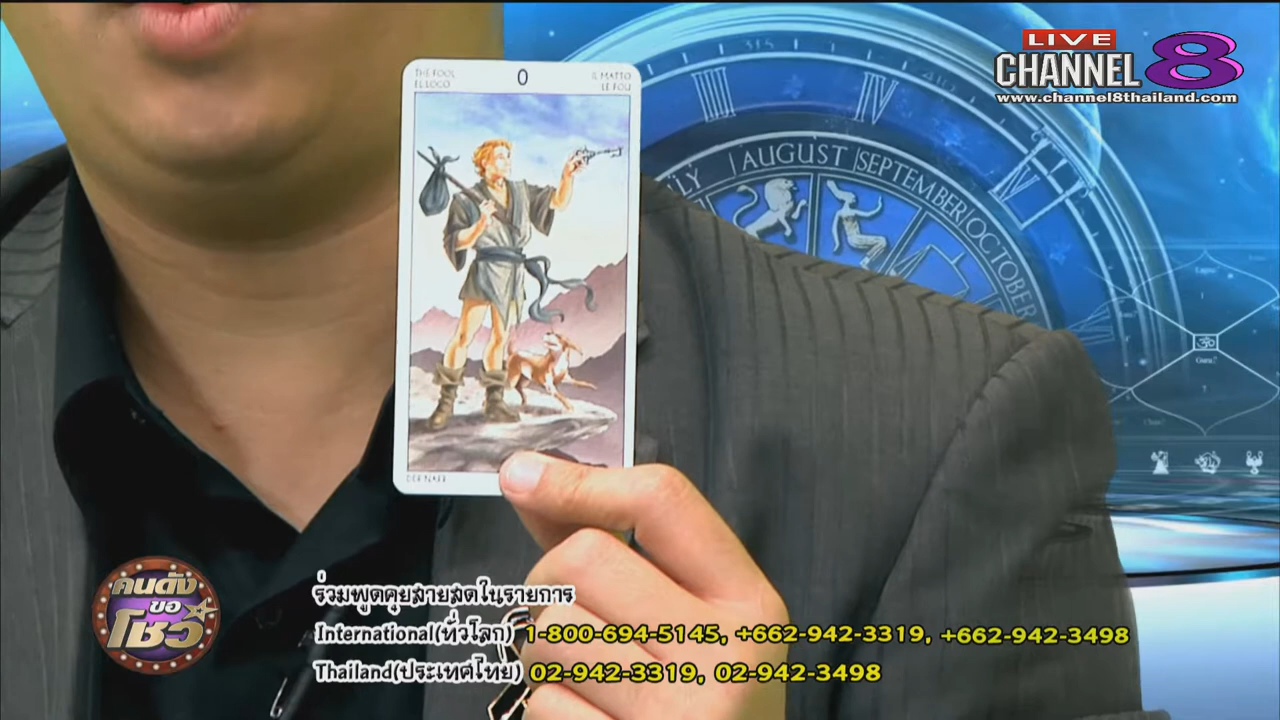 LIVE
CHANNEL 8
www.channel8thailand.com
THE FOOL
EL LOCO
0
IL MATTO
LE FOU
DER NARR
AUGUST SEPTEMBER OCTOBER
คนดัง
ขอ
โชว์
ร่วมพูดคุยสายสดในรายการ
International(ทั่วโลก) 1-800-694-5145, +662-942-3319, +662-942-3498
Thailand(ประเทศไทย) 02-942-3319, 02-942-3498